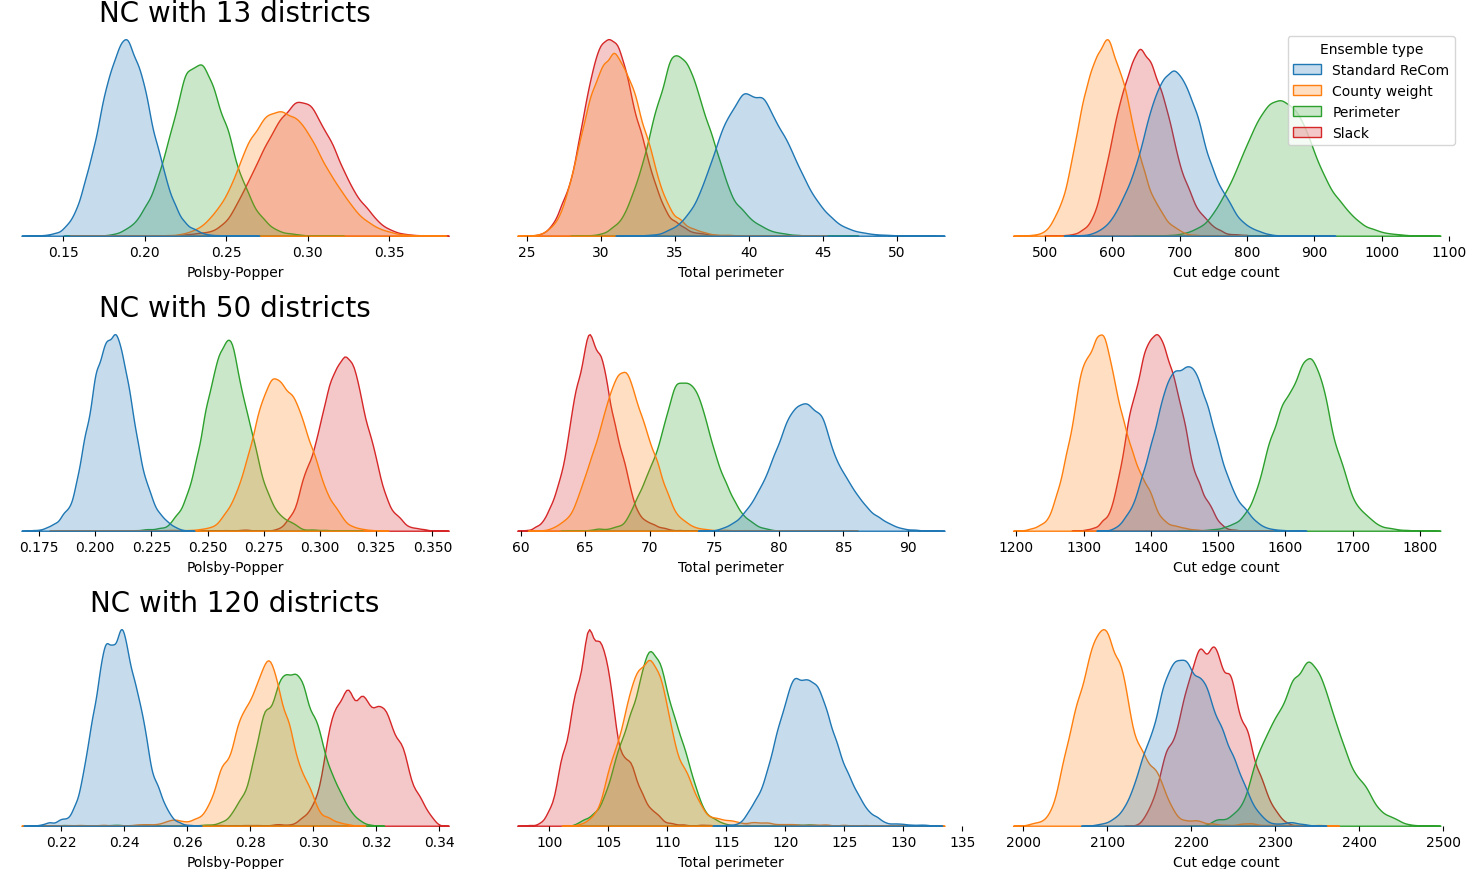 NC with 13 districts
Ensemble type
Standard ReCom
County weight
Perimeter
Slack
0.15 0.20 0.25 0.30 0.35
Polsby-Popper
25 30 35 40 45 50
Total perimeter
500 600 700 800 900 1000 1100
Cut edge count
NC with 50 districts
0.175 0.200 0.225 0.250 0.275 0.300 0.325 0.350
Polsby-Popper
60 65 70 75 80 85 90
Total perimeter
1200 1300 1400 1500 1600 1700 1800
Cut edge count
NC with 120 districts
0.22 0.24 0.26 0.28 0.30 0.32 0.34
Polsby-Popper
100 105 110 115 120 125 130 135
Total perimeter
2000 2100 2200 2300 2400 2500
Cut edge count